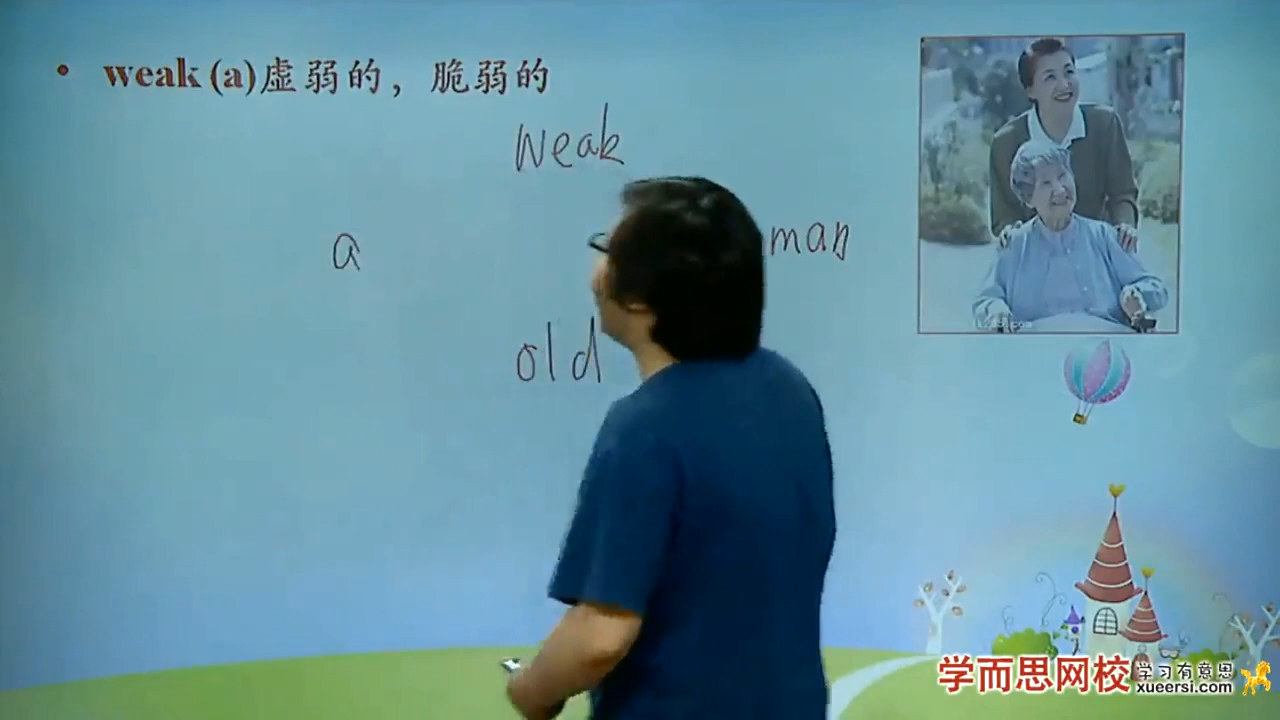 • weak (a)虚弱的，脆弱的
weak
a
man
old
学而思网校
学习有意思
xueersi.com